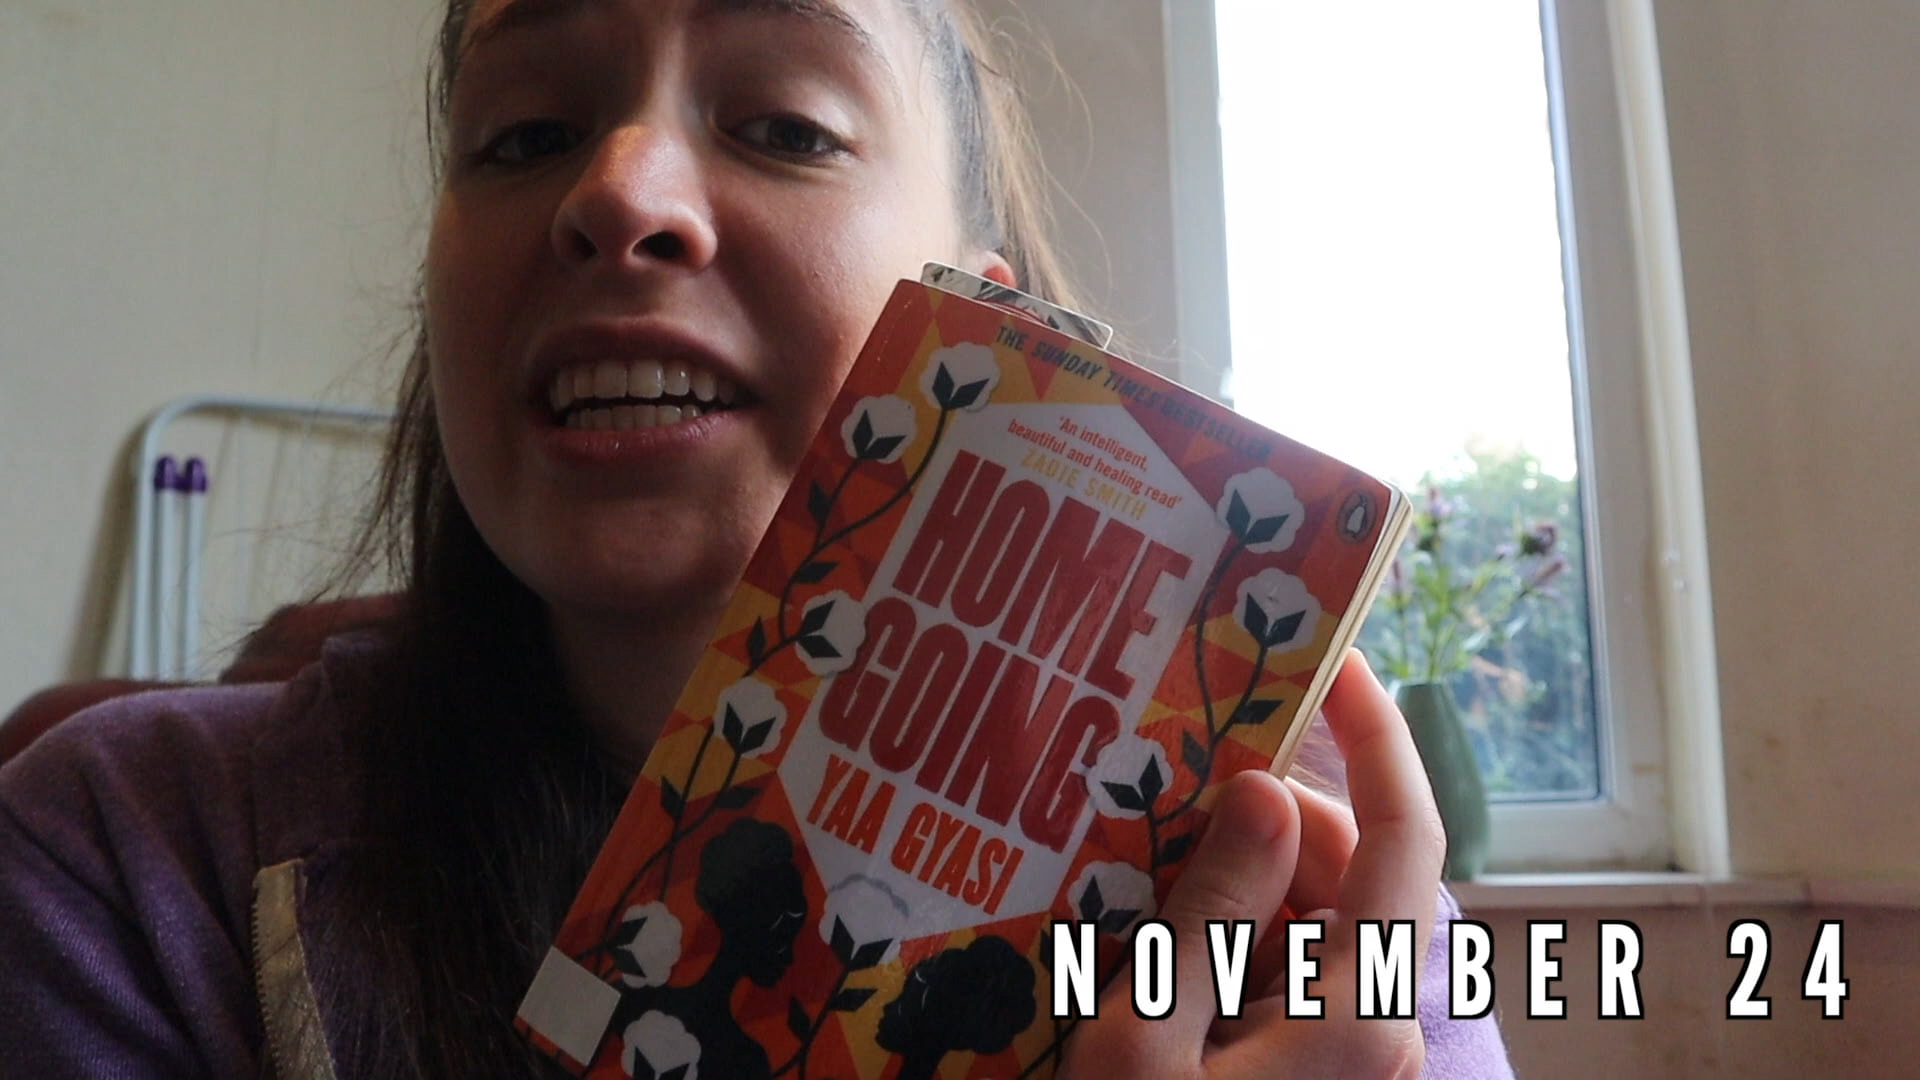 THE SUNDAY TIMES BESTSELLER
'An intelligent,
beautiful and healing read'
ZADIE SMITH
HOME
GOING
YAA GYASI
NOVEMBER 24